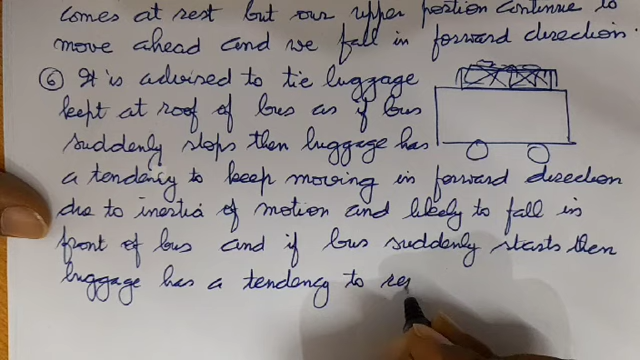 comes at rest but our upper portion continue to
move ahead and we fall in forward direction.
⑥ It is advised to tie luggage
kept at roof of bus as if bus
suddenly stops then luggage has
a tendency to keep moving in forward direction
due to inertia of motion and likely to fall in
front of bus and if bus suddenly starts then
luggage has a tendency to re